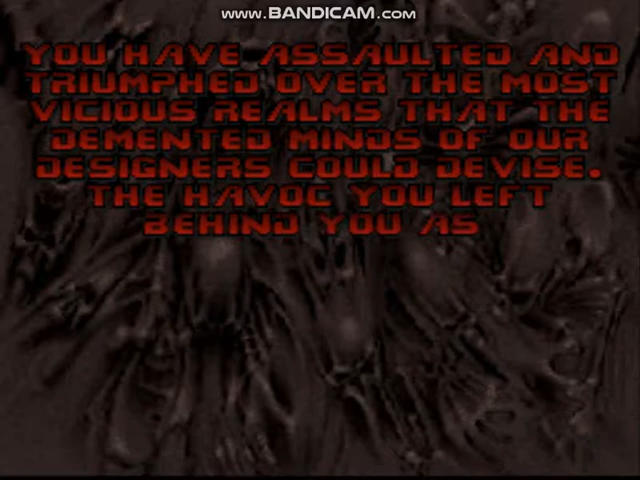 www.BANDICAM.com
YOU HAVE ASSAULTED AND
TRIUMPHED OVER THE MOST
VICIOUS REALMS THAT THE
DEMENTED MINDS OF OUR
DESIGNERS COULD DEVISE.
THE HAVOC YOU LEFT
BEHIND YOU AS